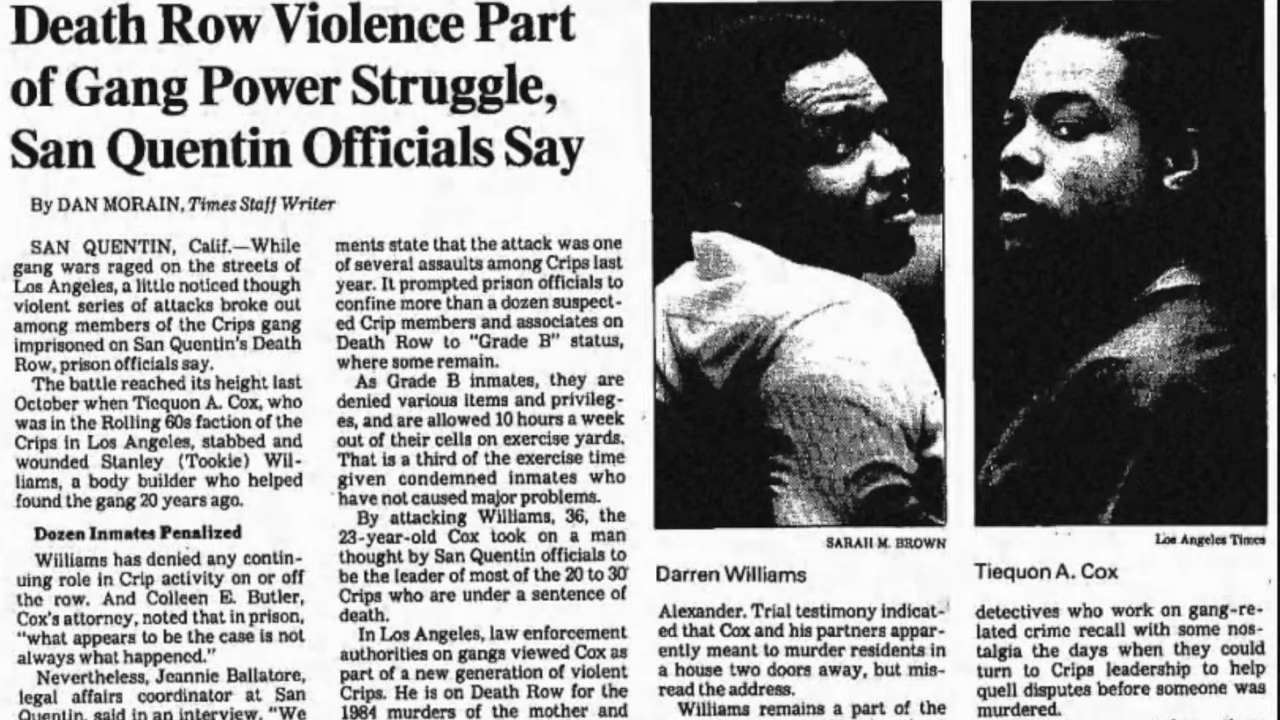 Death Row Violence Part
of Gang Power Struggle,
San Quentin Officials Say
By DAN MORAIN, Times Staff Writer
SAN QUENTIN, Calif.—While
gang wars raged on the streets of
Los Angeles, a little noticed though
violent series of attacks broke out
among members of the Crips gang
imprisoned on San Quentin's Death
Row, prison officials say.
The battle reached its height last
October when Tiequon A. Cox, who
was in the Rolling 60s faction of the
Crips in Los Angeles, stabbed and
wounded Stanley (Tookie) Wil-
liams, a body builder who helped
found the gang 20 years ago.
Dozen Inmates Penalized
Williams has denied any contin-
uing role in Crip activity on or off
the row. And Colleen E. Butler,
Cox's attorney, noted that in prison,
"what appears to be the case is not
always what happened."
Nevertheless, Jeannie Ballatore,
legal affairs coordinator at San
Quentin, said in an interview, "We
ments state that the attack was one
of several assaults among Crips last
year. It prompted prison officials to
confine more than a dozen suspect-
ed Crip members and associates on
Death Row to "Grade B" status,
where some remain.
As Grade B inmates, they are
denied various items and privileg-
es, and are allowed 10 hours a week
out of their cells on exercise yards.
That is a third of the exercise time
given condemned inmates who
have not caused major problems.
By attacking Williams, 36, the
23-year-old Cox took on a man
thought by San Quentin officials to
be the leader of most of the 20 to 30
Crips who are under a sentence of
death.
In Los Angeles, law enforcement
authorities on gangs viewed Cox as
part of a new generation of violent
Crips. He is on Death Row for the
1984 murders of the mother and
SARAH M. BROWN
Darren Williams
Alexander. Trial testimony indicat-
ed that Cox and his partners appar-
ently meant to murder residents in
a house two doors away, but mis-
read the address.
Williams remains a part of the
Los Angeles Times
Tiequon A. Cox
detectives who work on gang-re-
lated crime recall with some nos-
talgia the days when they could
turn to Crips leadership to help
quell disputes before someone was
murdered.